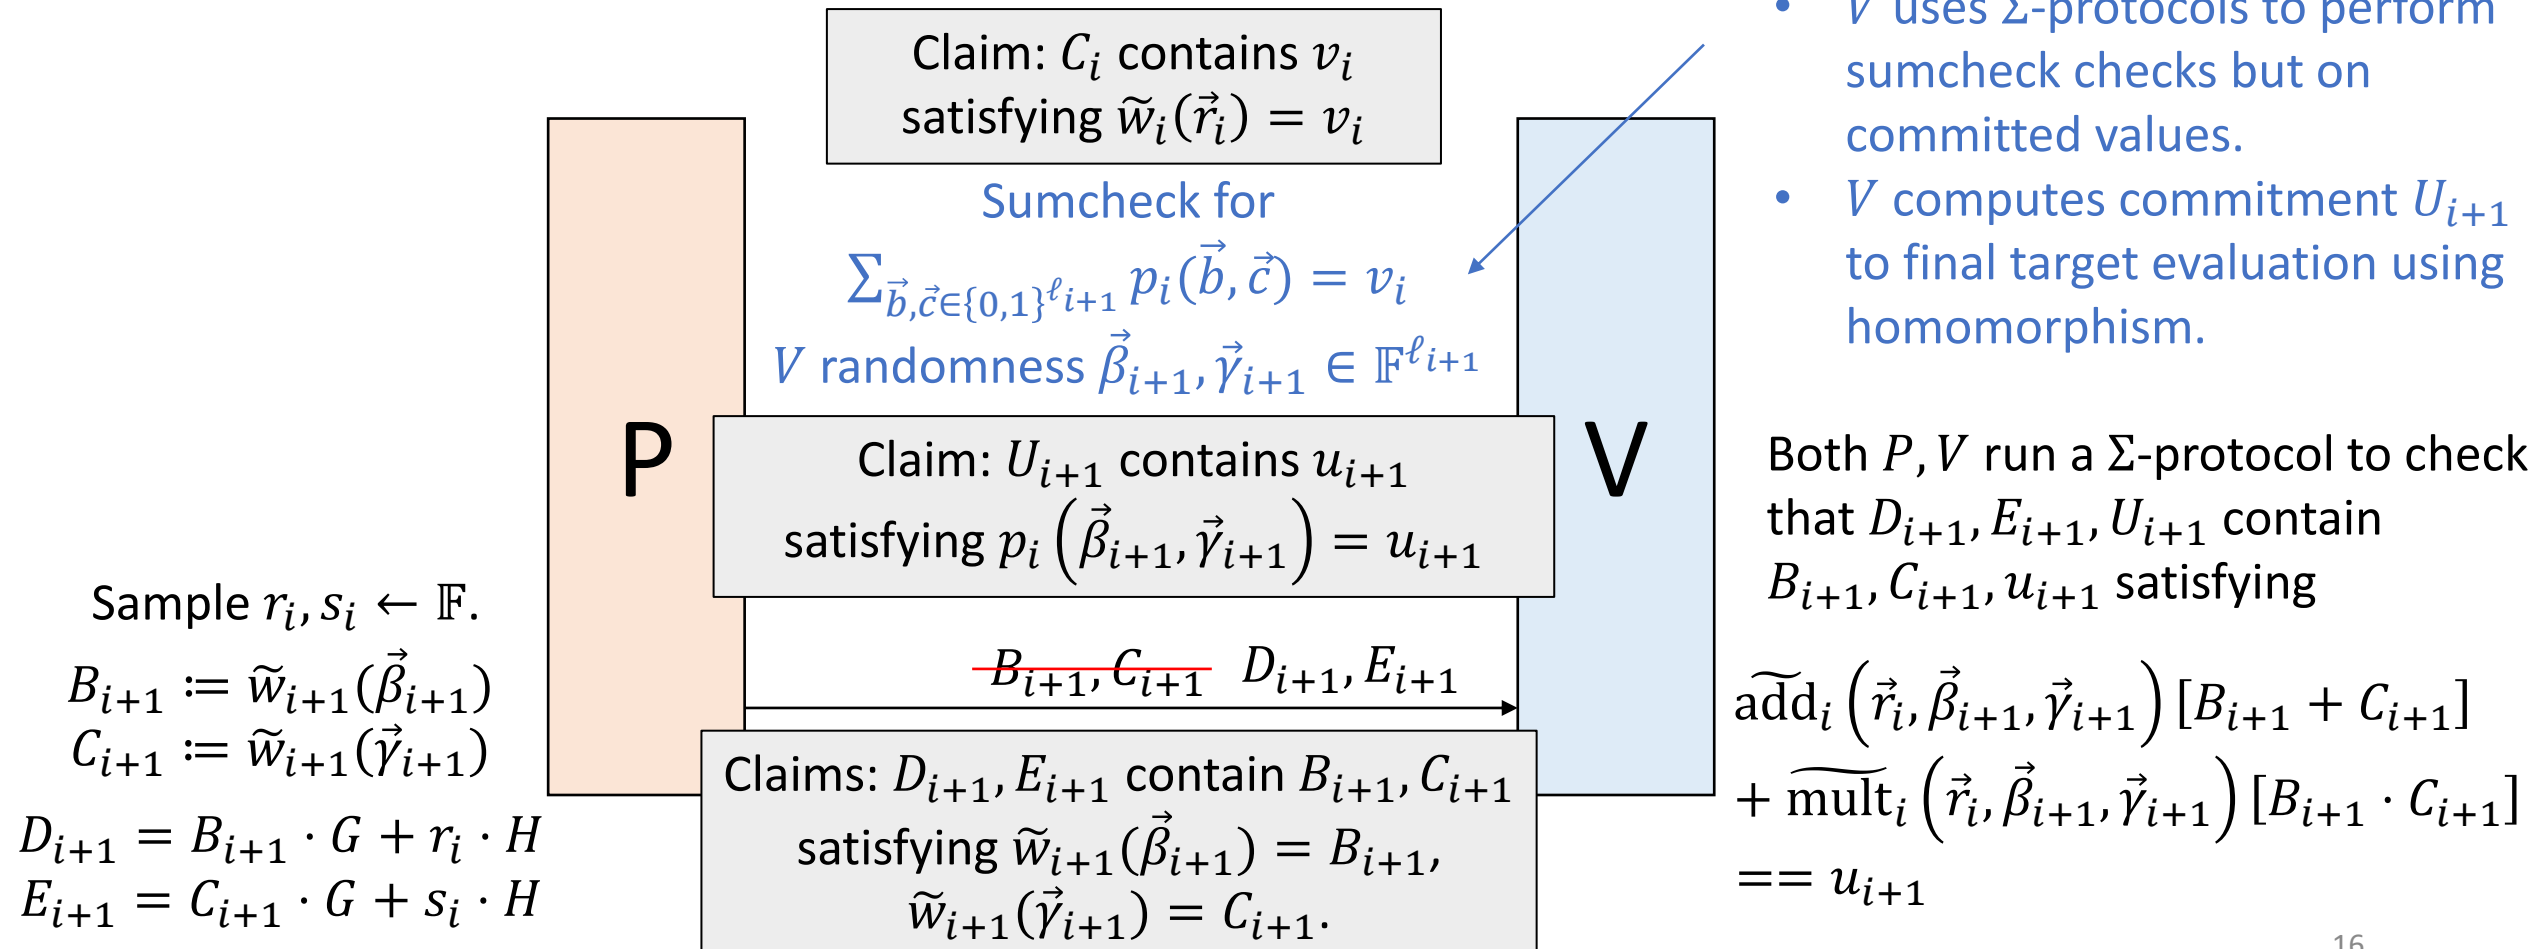 Claim: C_i contains v_i
satisfying w̃_i(r⃗_i) = v_i
Sumcheck for
∑_{b⃗,c⃗∈{0,1}^{ℓ_{i+1}}} p_i(b⃗, c⃗) = v_i
V randomness β⃗_{i+1}, γ⃗_{i+1} ∈ 𝔽^{ℓ_{i+1}}
P
V
Claim: U_{i+1} contains u_{i+1}
satisfying p_i(β⃗_{i+1}, γ⃗_{i+1}) = u_{i+1}
B_{i+1}, C_{i+1} D_{i+1}, E_{i+1}
Claims: D_{i+1}, E_{i+1} contain B_{i+1}, C_{i+1}
satisfying w̃_{i+1}(β⃗_{i+1}) = B_{i+1},
w̃_{i+1}(γ⃗_{i+1}) = C_{i+1}.
Sample r_i, s_i ← 𝔽.
B_{i+1} ≔ w̃_{i+1}(β⃗_{i+1})
C_{i+1} ≔ w̃_{i+1}(γ⃗_{i+1})
D_{i+1} = B_{i+1} · G + r_i · H
E_{i+1} = C_{i+1} · G + s_i · H
• V uses Σ-protocols to perform
sumcheck checks but on
committed values.
• V computes commitment U_{i+1}
to final target evaluation using
homomorphism.
Both P, V run a Σ-protocol to check
that D_{i+1}, E_{i+1}, U_{i+1} contain
B_{i+1}, C_{i+1}, u_{i+1} satisfying
ãdd_i(r⃗_i, β⃗_{i+1}, γ⃗_{i+1}) [B_{i+1} + C_{i+1}]
+ m̃ult_i(r⃗_i, β⃗_{i+1}, γ⃗_{i+1}) [B_{i+1} · C_{i+1}]
== u_{i+1}
16